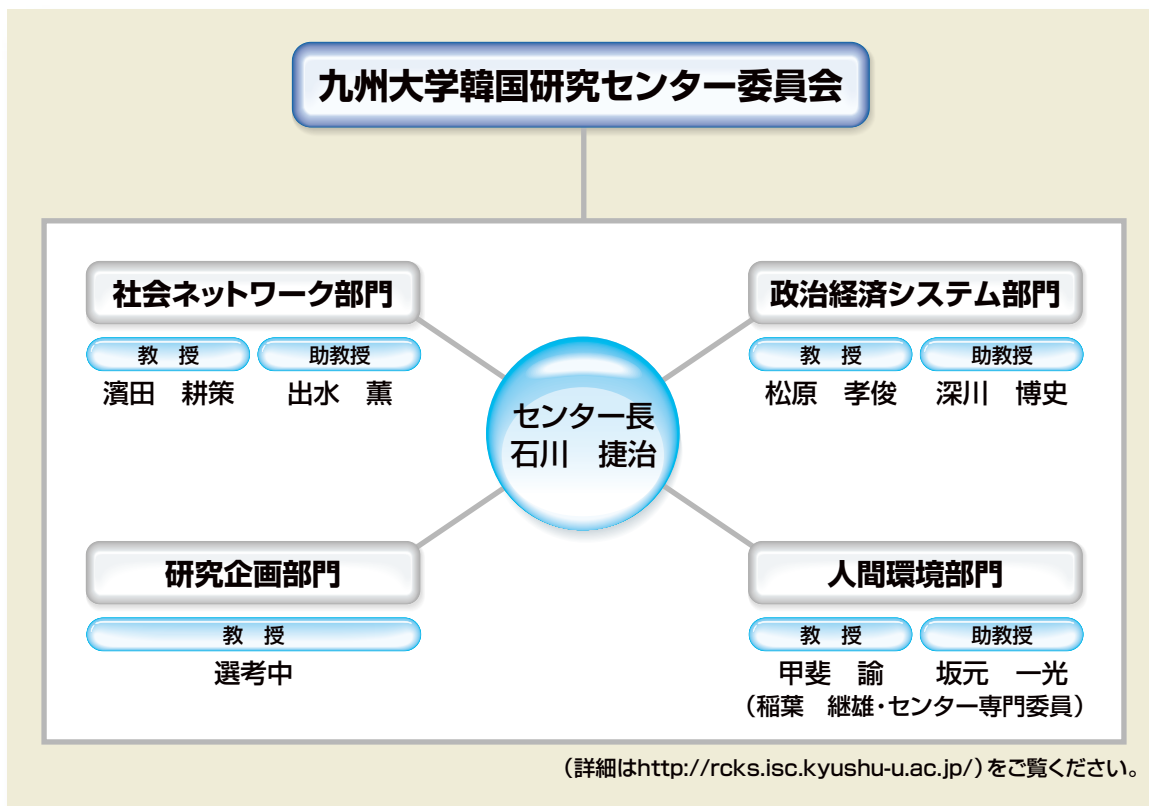 九州大学韓国研究センター委員会
社会ネットワーク部門
教　授　助教授
濱田　耕策　出水　薫
政治経済システム部門
教　授　助教授
松原　孝俊　深川　博史
センター長
石川　捷治
研究企画部門
教　授
選考中
人間環境部門
教　授　助教授
甲斐　諭　坂元　一光
（稲葉　継雄・センター専門委員）
（詳細はhttp://rcks.isc.kyushu-u.ac.jp/）をご覧ください。